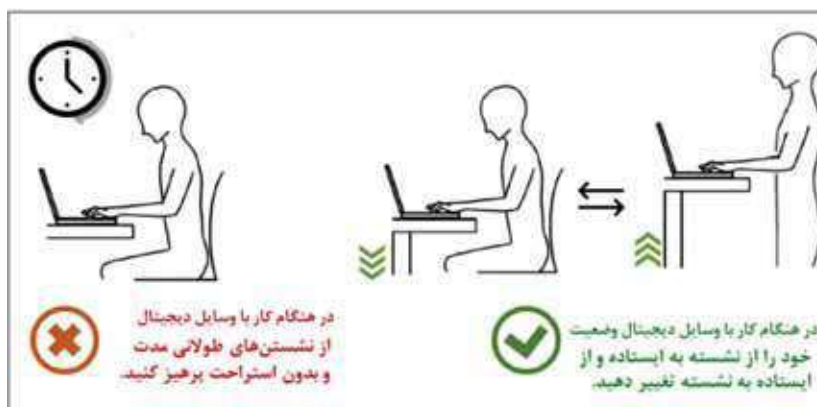 در هنگام کار با وسایل دیجیتال وضعیت
خود را از نشسته به ایستاده و از
ایستاده به نشسته تغییر دهید.
در هنگام کار با وسایل دیجیتال
از نشستن‌های طولانی مدت
و بدون استراحت پرهیز کنید.